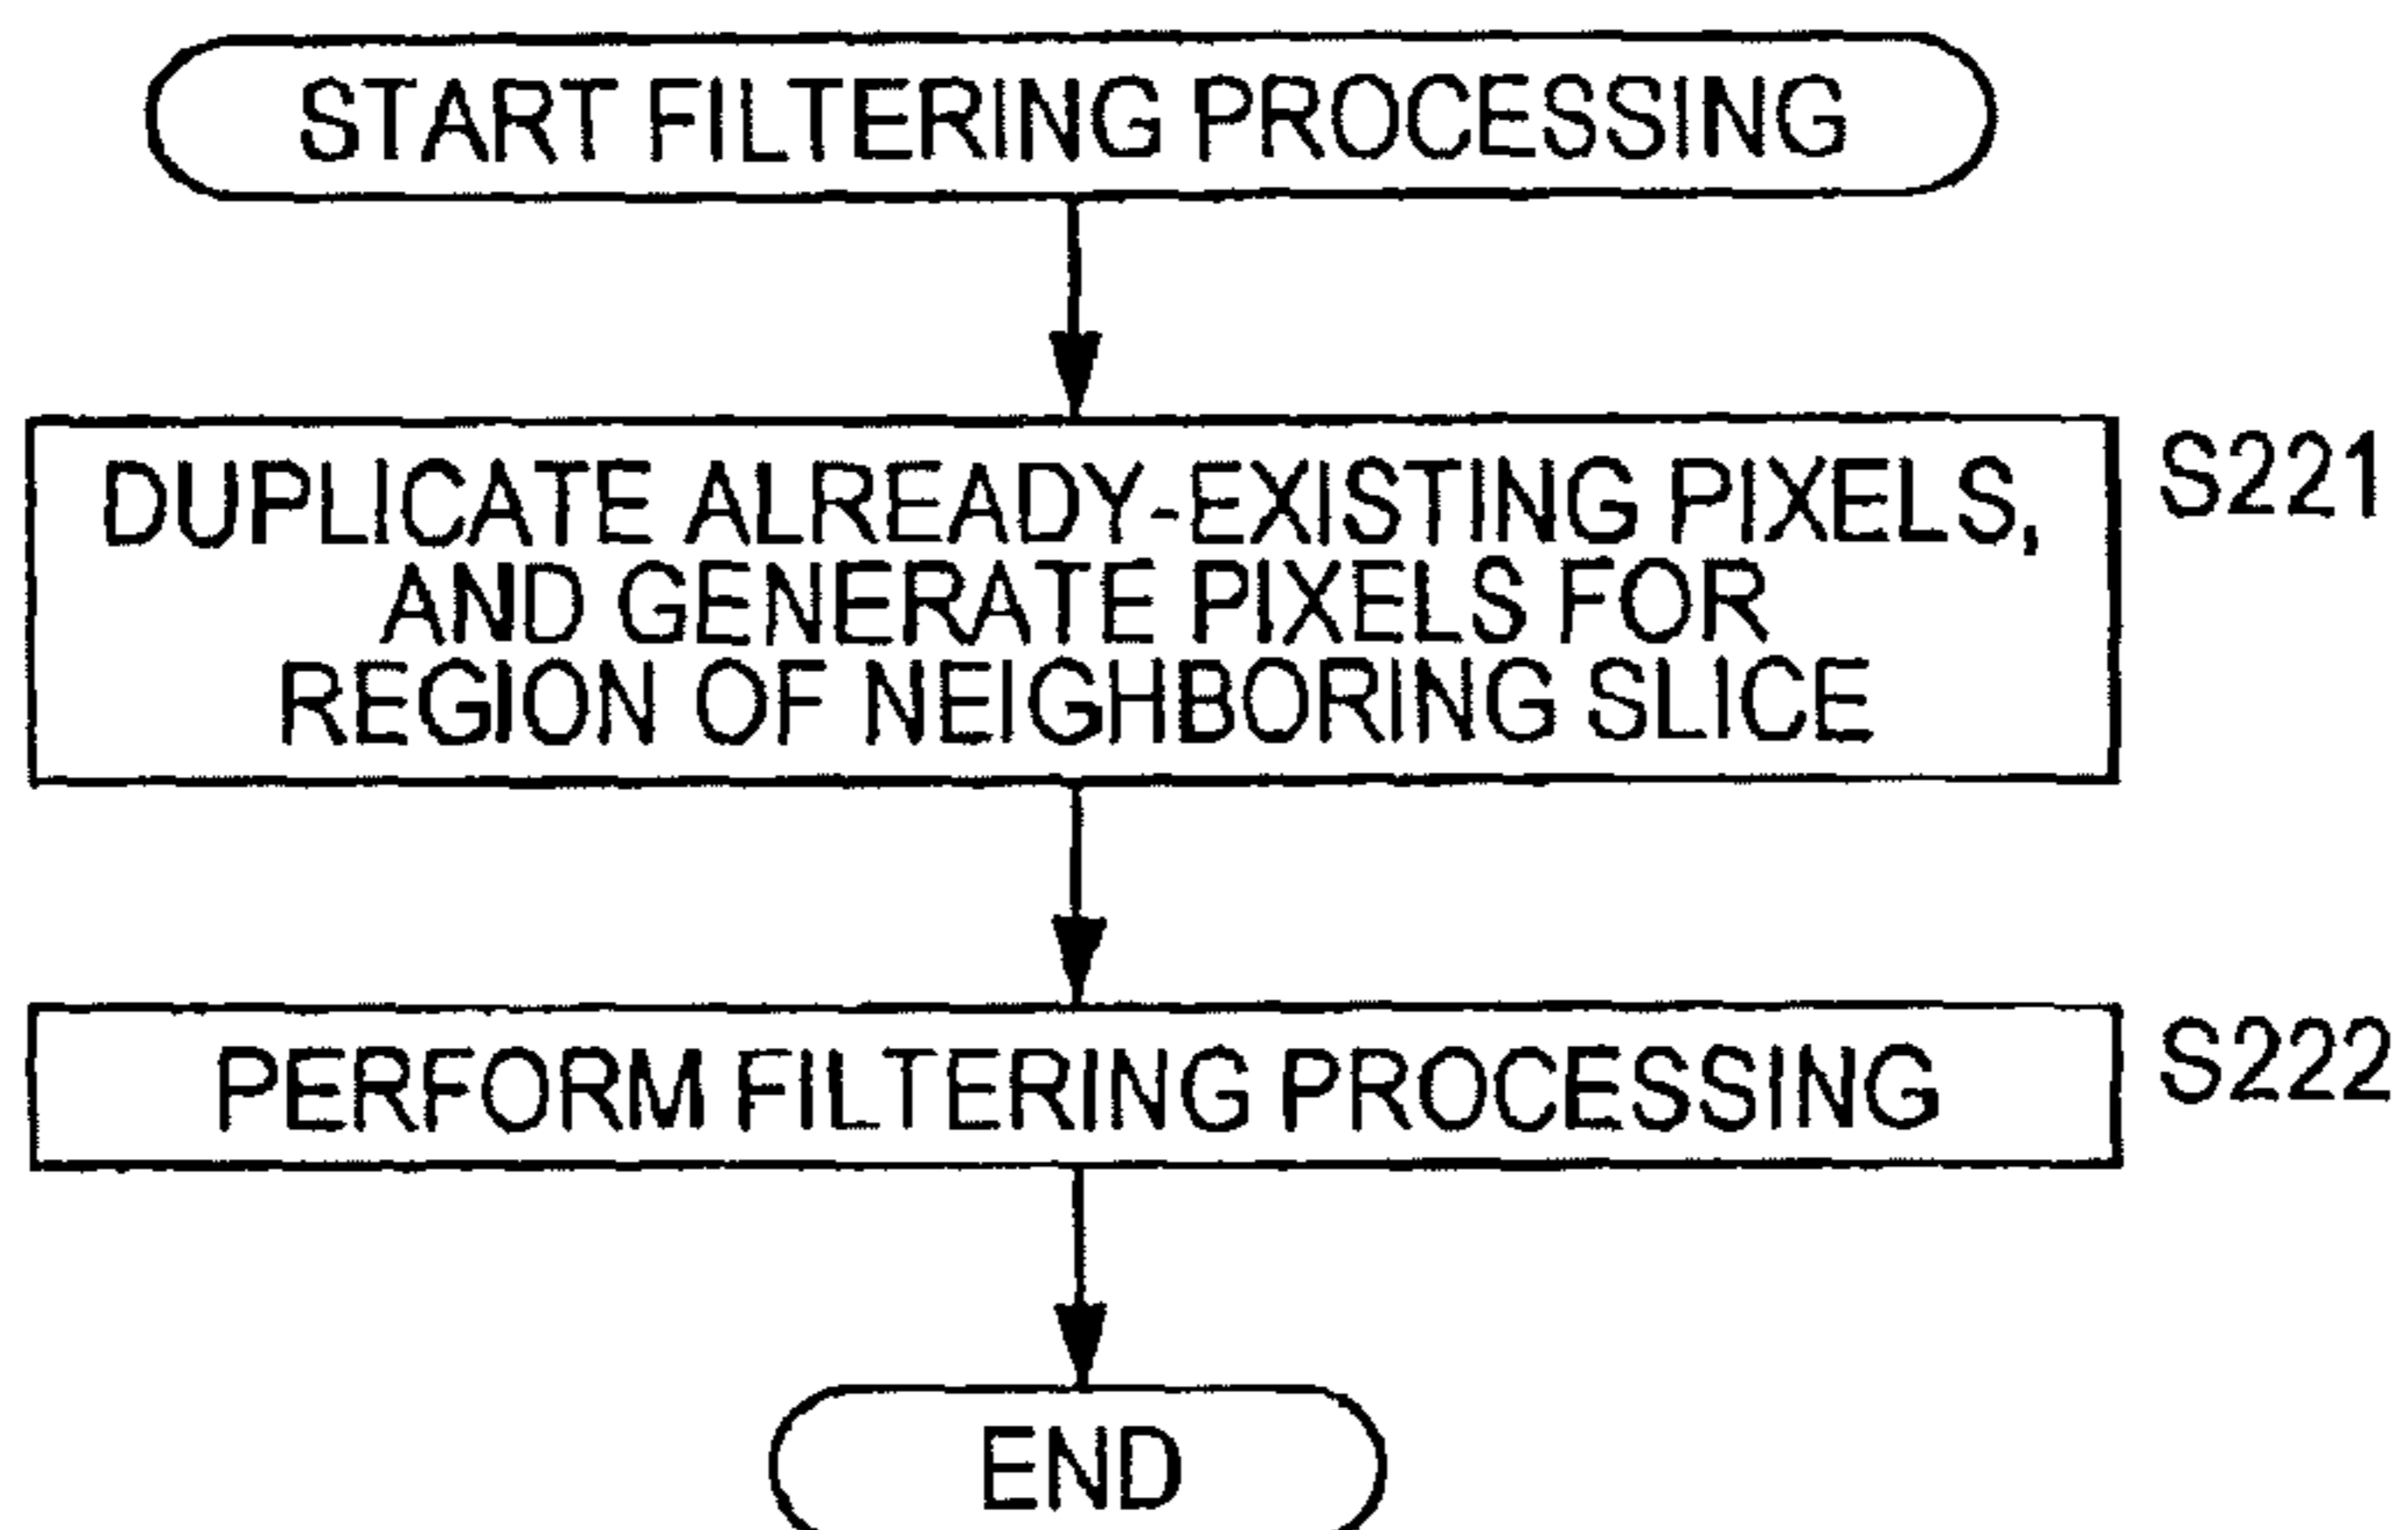 START FILTERING PROCESSING
DUPLICATE ALREADY-EXISTING PIXELS,
AND GENERATE PIXELS FOR
REGION OF NEIGHBORING SLICE
S221
PERFORM FILTERING PROCESSING
S222
END